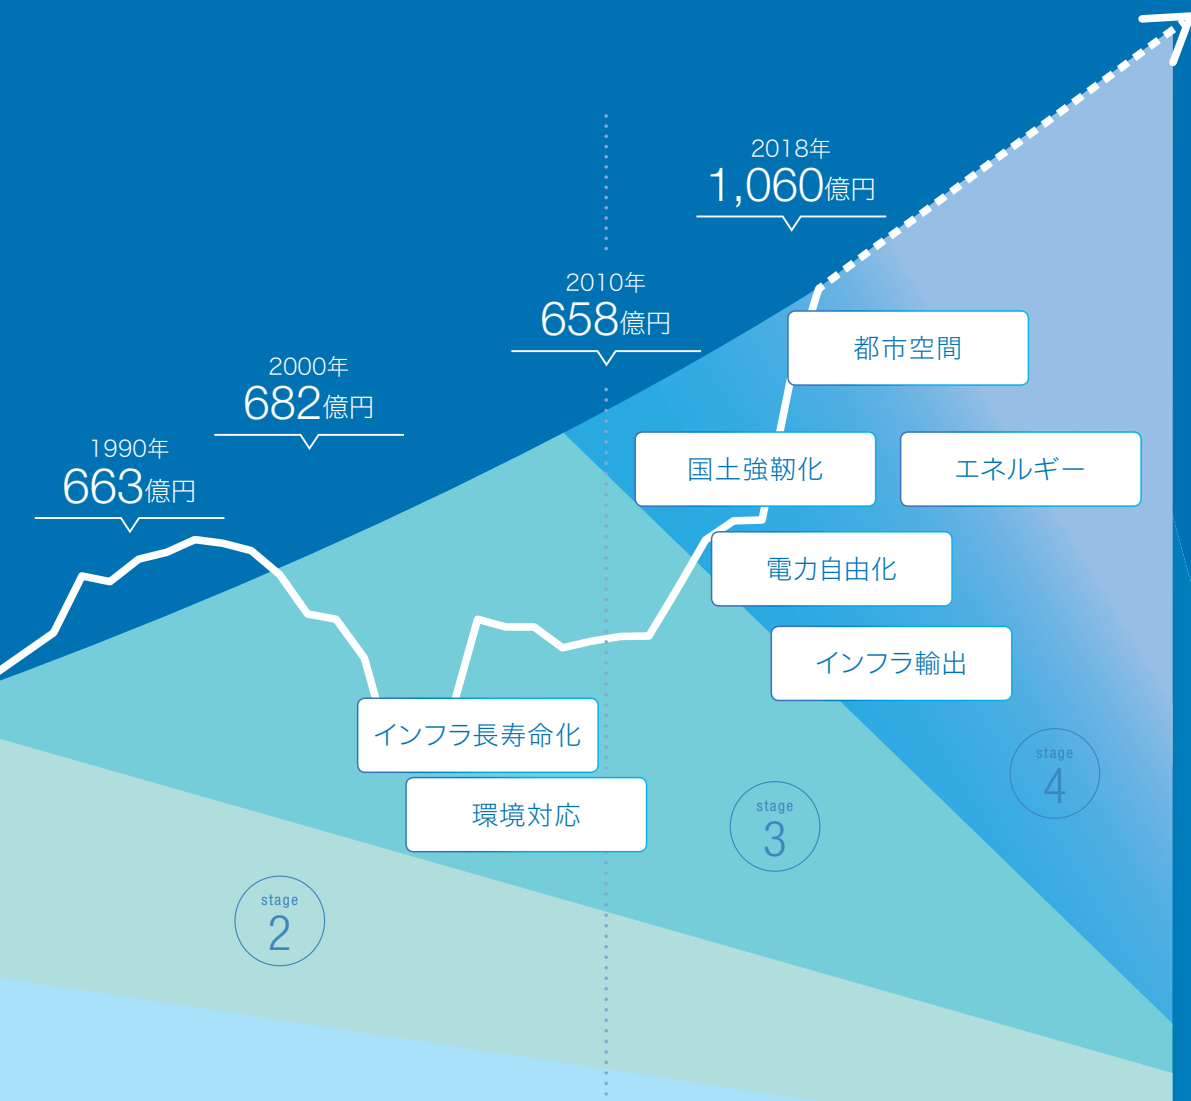 2018年
1,060億円
2010年
658億円
2000年
682億円
1990年
663億円
都市空間
国土強靭化
エネルギー
電力自由化
インフラ輸出
インフラ長寿命化
環境対応
stage
4
stage
3
stage
2